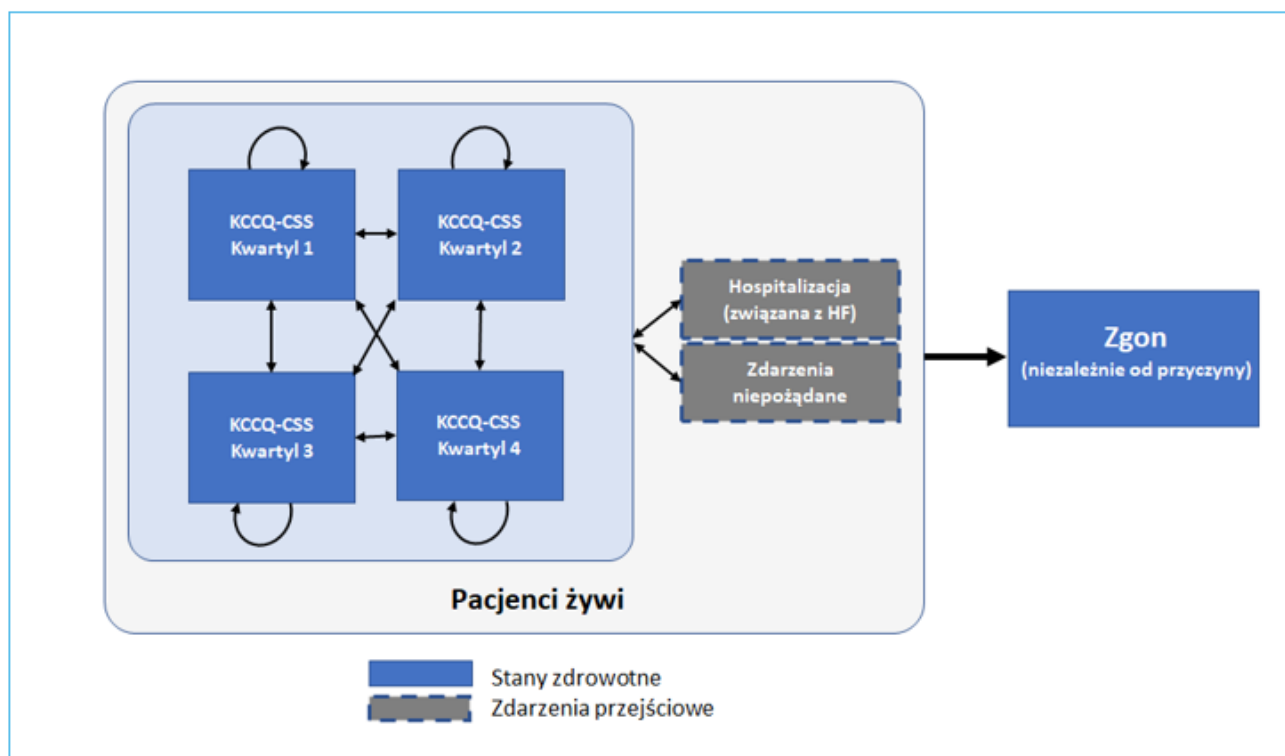 KCCQ-CSS
Kwartyl 1
KCCQ-CSS
Kwartyl 2
KCCQ-CSS
Kwartyl 3
KCCQ-CSS
Kwartyl 4
Hospitalizacja
(związana z HF)
Zdarzenia
niepożądane
Zgon
(niezależnie od przyczyny)
Pacjenci żywi
Stany zdrowotne
Zdarzenia przejściowe